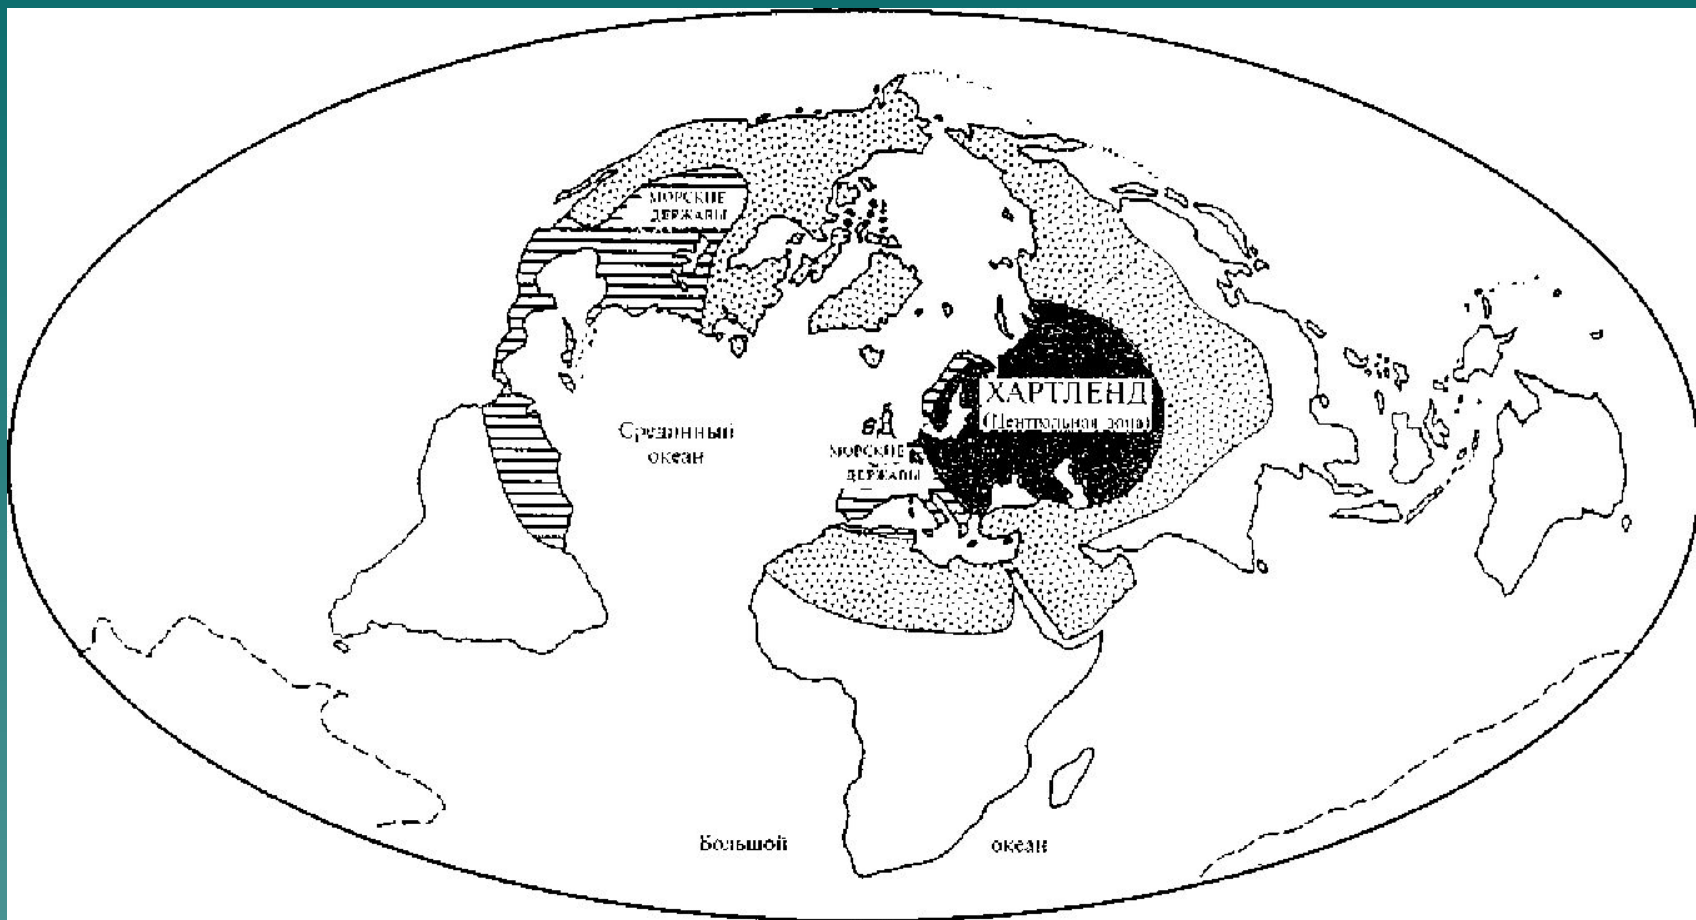 МОРСКИЕ
ДЕРЖАВЫ
ХАРТЛЕНД
(Центральная зона)
Срединный
океан
МОРСКИЕ
ДЕРЖАВЫ
Большой океан